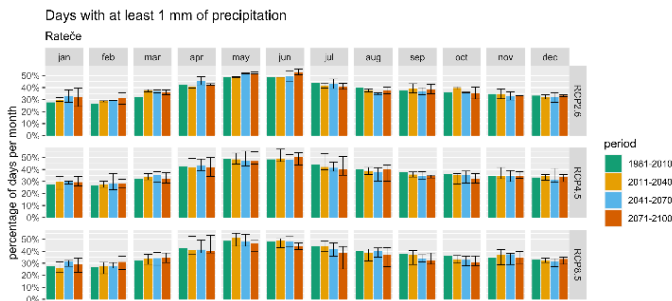 Days with at least 1 mm of precipitation
Rateče
jan feb mar apr may jun jul aug sep oct nov dec
50%
40%
30%
20%
10%
0%
RCP2.6
50%
40%
30%
20%
10%
0%
RCP4.5
50%
40%
30%
20%
10%
0%
RCP8.5
percentage of days per month
period
1981-2010
2011-2040
2041-2070
2071-2100